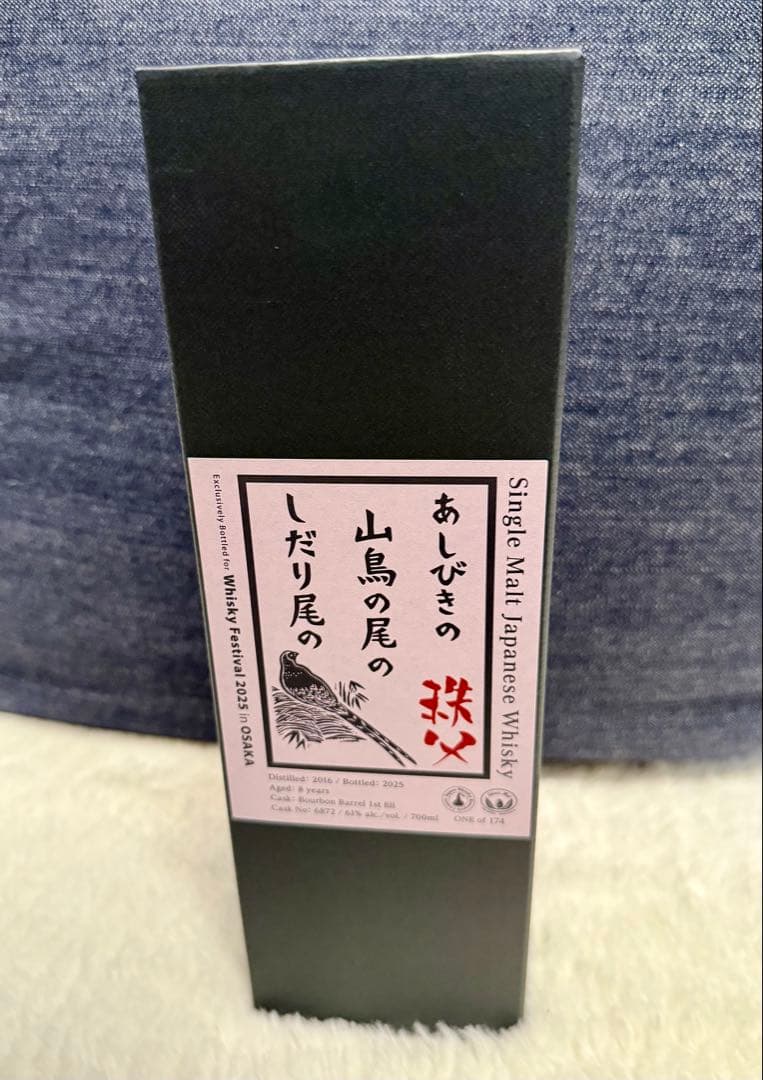 Single Malt Japanese Whisky
あしびきの
山鳥の尾の
しだり尾の
秩父
Exclusively Bottled for. Whisky Festival 2025 in OSAKA
Distilled: 2016 / Bottled: 2025
Aged: 8 years
Cask: Bourbon Barrel 1st fill
Cask No: 6872 / 61% alc./vol. / 700ml
ONE of 174